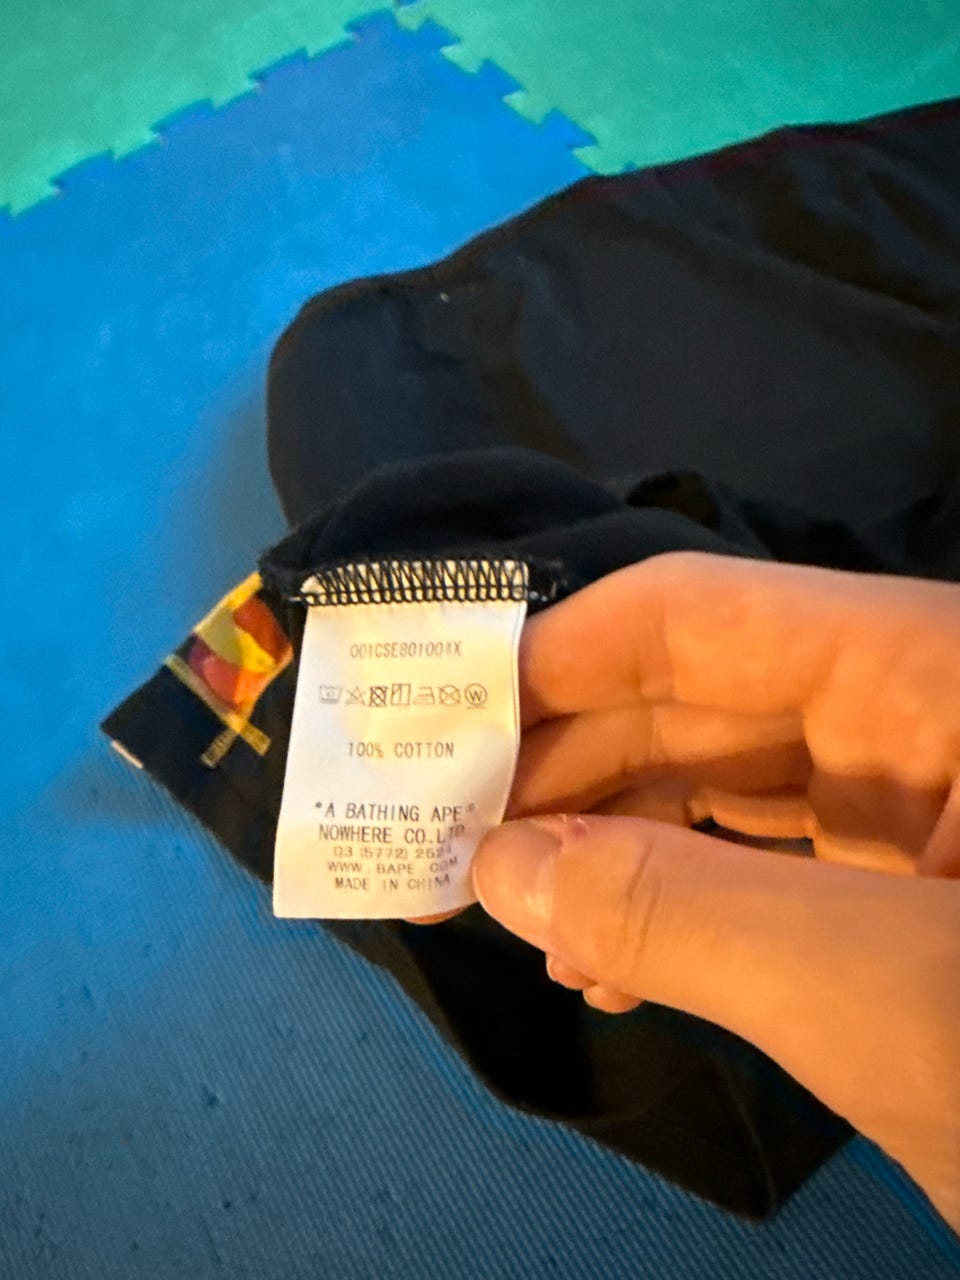 001CSE801004X
100% COTTON
*A BATHING APE®
NOWHERE CO.LTD
03 (5772) 2524
WWW.BAPE.COM
MADE IN CHINA